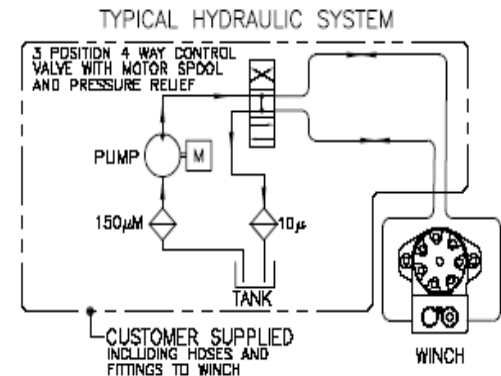 TYPICAL HYDRAULIC SYSTEM
3 POSITION 4 WAY CONTROL
VALVE WITH MOTOR SPOOL
AND PRESSURE RELIEF
PUMP
M
150µM
10µ
TANK
CUSTOMER SUPPLIED
INCLUDING HOSES AND
FITTINGS TO WINCH
WINCH